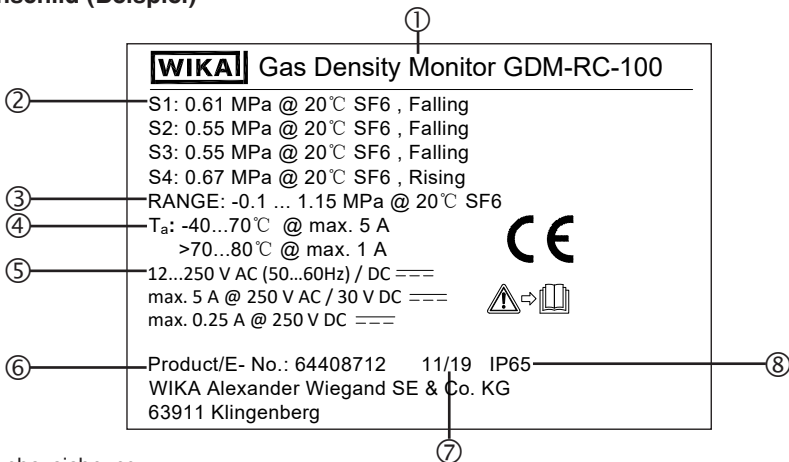 (Beispiel)
①
WIKA Gas Density Monitor GDM-RC-100
② S1: 0.61 MPa @ 20℃ SF6 , Falling
S2: 0.55 MPa @ 20℃ SF6 , Falling
S3: 0.55 MPa @ 20℃ SF6 , Falling
S4: 0.67 MPa @ 20℃ SF6 , Rising
③ RANGE: -0.1 ... 1.15 MPa @ 20℃ SF6
④ Ta: -40...70℃ @ max. 5 A
>70...80℃ @ max. 1 A
CE
⑤ 12...250 V AC (50...60Hz) / DC
max. 5 A @ 250 V AC / 30 V DC
max. 0.25 A @ 250 V DC
⑥ Product/E- No.: 64408712 11/19 IP65 ⑧
WIKA Alexander Wiegand SE & Co. KG
63911 Klingenberg
⑦